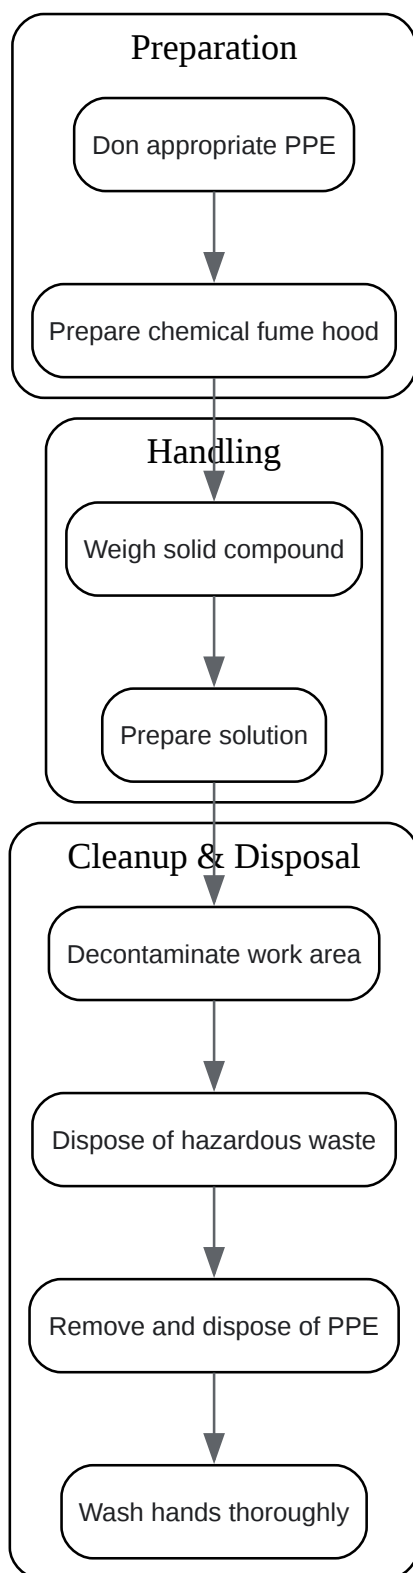 Preparation
Don appropriate PPE
Prepare chemical fume hood
Handling
Weigh solid compound
Prepare solution
Cleanup & Disposal
Decontaminate work area
Dispose of hazardous waste
Remove and dispose of PPE
Wash hands thoroughly